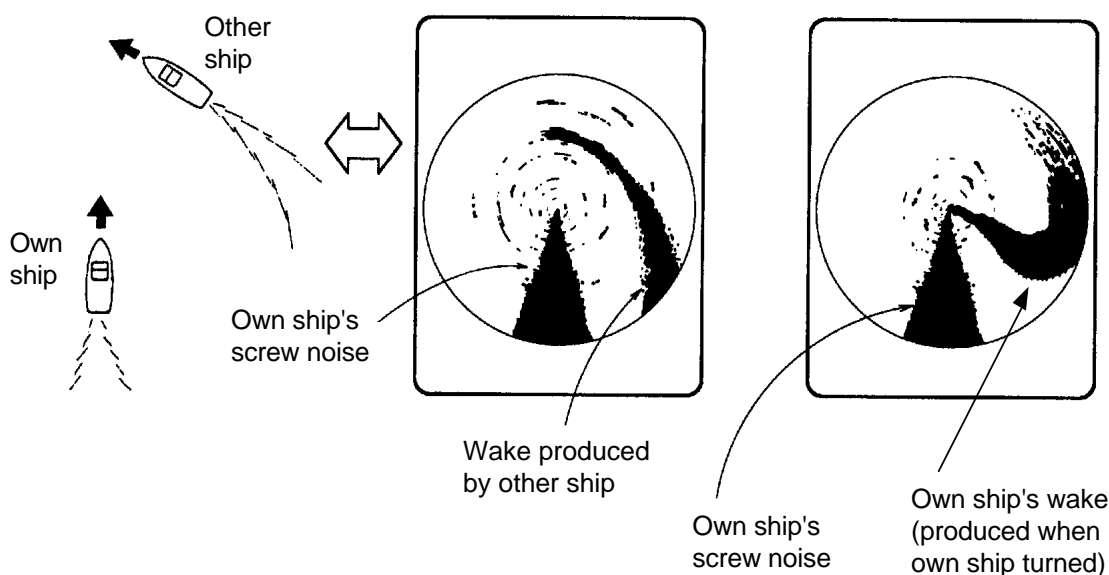 Other
ship
Own
ship
Own ship's
screw noise
Wake produced
by other ship
Own ship's
screw noise
Own ship's wake
(produced when
own ship turned)